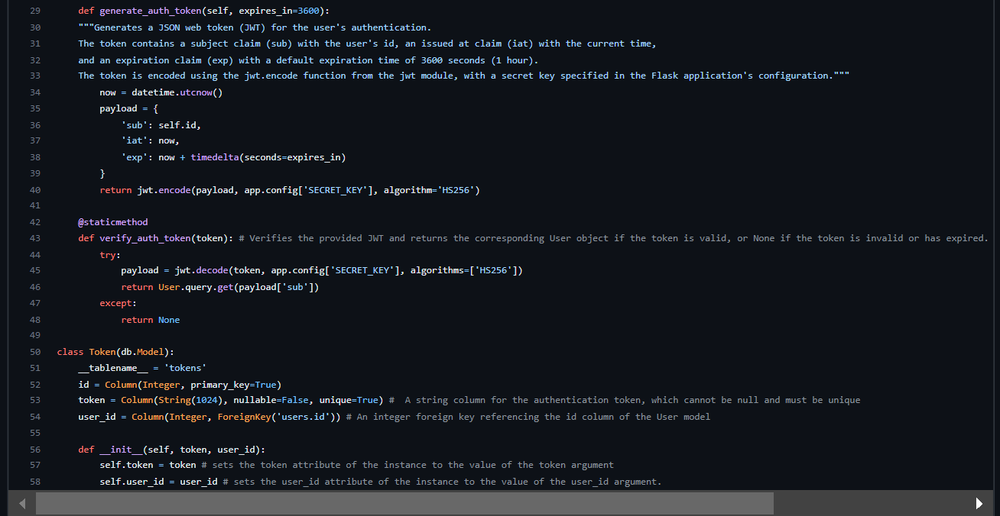 29 def generate_auth_token(self, expires_in=3600):
30 """Generates a JSON web token (JWT) for the user's authentication.
31 The token contains a subject claim (sub) with the user's id, an issued at claim (iat) with the current time,
32 and an expiration claim (exp) with a default expiration time of 3600 seconds (1 hour).
33 The token is encoded using the jwt.encode function from the jwt module, with a secret key specified in the Flask application's configuration."""
34 now = datetime.utcnow()
35 payload = {
36 'sub': self.id,
37 'iat': now,
38 'exp': now + timedelta(seconds=expires_in)
39 }
40 return jwt.encode(payload, app.config['SECRET_KEY'], algorithm='HS256')
41
42 @staticmethod
43 def verify_auth_token(token): # Verifies the provided JWT and returns the corresponding User object if the token is valid, or None if the token is invalid or has expired.
44 try:
45 payload = jwt.decode(token, app.config['SECRET_KEY'], algorithms=['HS256'])
46 return User.query.get(payload['sub'])
47 except:
48 return None
49
50 class Token(db.Model):
51 __tablename__ = 'tokens'
52 id = Column(Integer, primary_key=True)
53 token = Column(String(1024), nullable=False, unique=True) #  A string column for the authentication token, which cannot be null and must be unique
54 user_id = Column(Integer, ForeignKey('users.id')) # An integer foreign key referencing the id column of the User model
55
56 def __init__(self, token, user_id):
57 self.token = token # sets the token attribute of the instance to the value of the token argument
58 self.user_id = user_id # sets the user_id attribute of the instance to the value of the user_id argument.